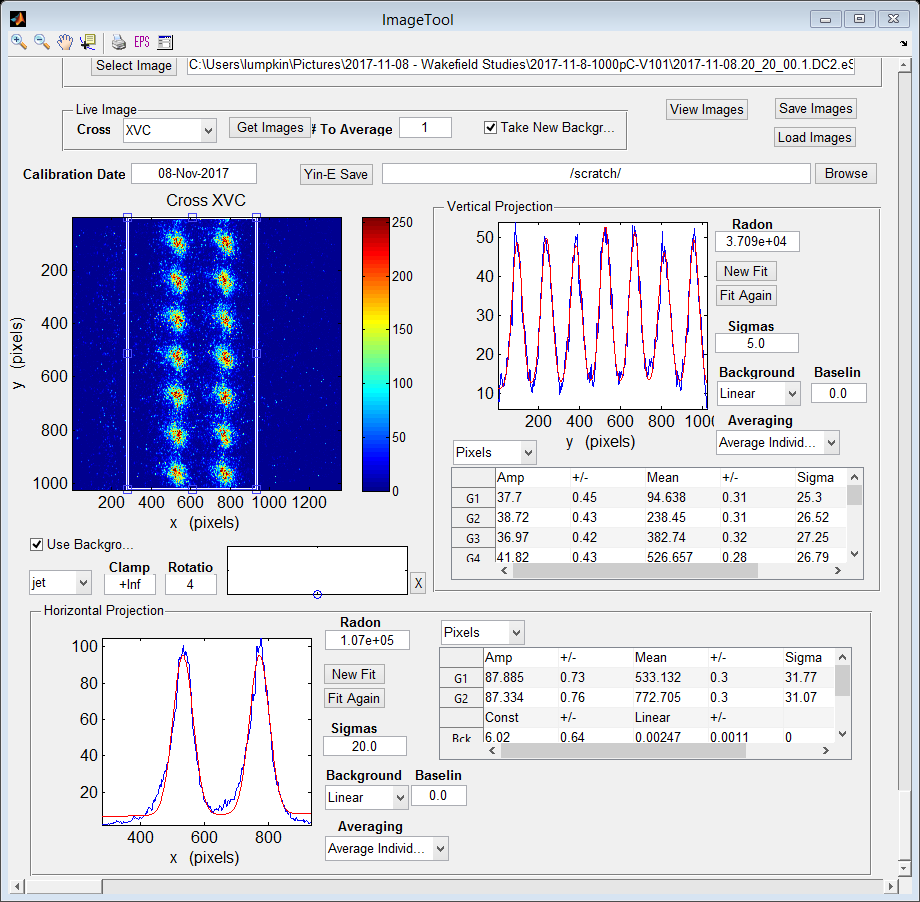 ImageTool
EPS
Select Image C:\Users\lumpkin\Pictures\2017-11-08 - Wakefield Studies\2017-11-8-1000pC-V101\2017-11-08.20_20_00.1.DC2.eS
Live Image
Cross XVC Get Images # To Average 1 Take New Backgr...
View Images Save Images
Load Images
Calibration Date 08-Nov-2017 Yin-E Save /scratch/ Browse
Cross XVC
200
400
600
800
1000
y (pixels)
200 400 600 800 1000 1200
x (pixels)
250
200
150
100
50
0
Vertical Projection
50
40
30
20
10
200 400 600 800 1000
y (pixels)
Radon
3.709e+04
New Fit
Fit Again
Sigmas
5.0
Background Baselin
Linear 0.0
Averaging
Average Individ...
Pixels
Amp +/- Mean +/- Sigma
G1 37.7 0.45 94.638 0.31 25.3
G2 38.72 0.43 238.45 0.31 26.52
G3 36.97 0.42 382.74 0.32 27.25
G4 41.82 0.43 526.657 0.28 26.79
Use Backgro...
Clamp Rotatio
jet +Inf 4 X
Horizontal Projection
100
80
60
40
20
400 600 800
x (pixels)
Radon
1.07e+05
New Fit
Fit Again
Sigmas
20.0
Background Baselin
Linear 0.0
Averaging
Average Individ...
Pixels
Amp +/- Mean +/- Sigma
G1 87.885 0.73 533.132 0.3 31.77
G2 87.334 0.76 772.705 0.3 31.07
Const +/- Linear +/-
Bck 6.02 0.64 0.00247 0.0011 0